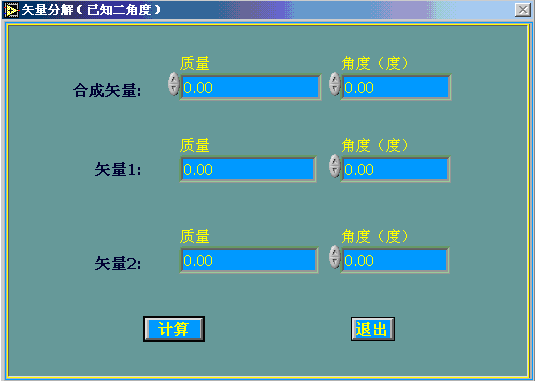 矢量分解（已知二角度）
质量 角度（度）
合成矢量: 0.00 0.00
质量 角度（度）
矢量1: 0.00 0.00
质量 角度（度）
矢量2: 0.00 0.00
计算 退出